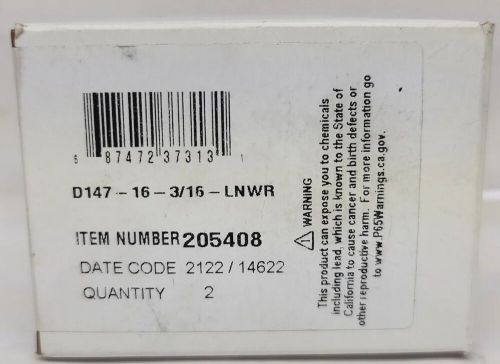 6 87472 37313 1
D147 - 16 - 3/16 - LNWR
ITEM NUMBER 205408
DATE CODE 2122 / 14622
QUANTITY 2
⚠ WARNING
This product can expose you to chemicals
including lead, which is known to the State of
California to cause cancer and birth defects or
other reproductive harm. For more information go
to www.P65Warnings.ca.gov.